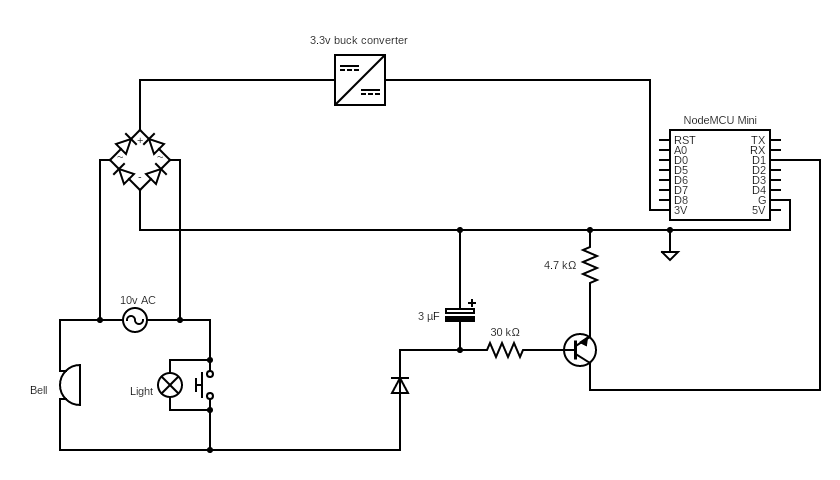 3.3v buck converter
NodeMCU Mini
RST TX
A0 RX
D0 D1
D5 D2
D6 D3
D7 D4
D8 G
3V 5V
+
~ ~
-
4.7 kΩ
10v AC
+
3 µF
30 kΩ
Bell
Light